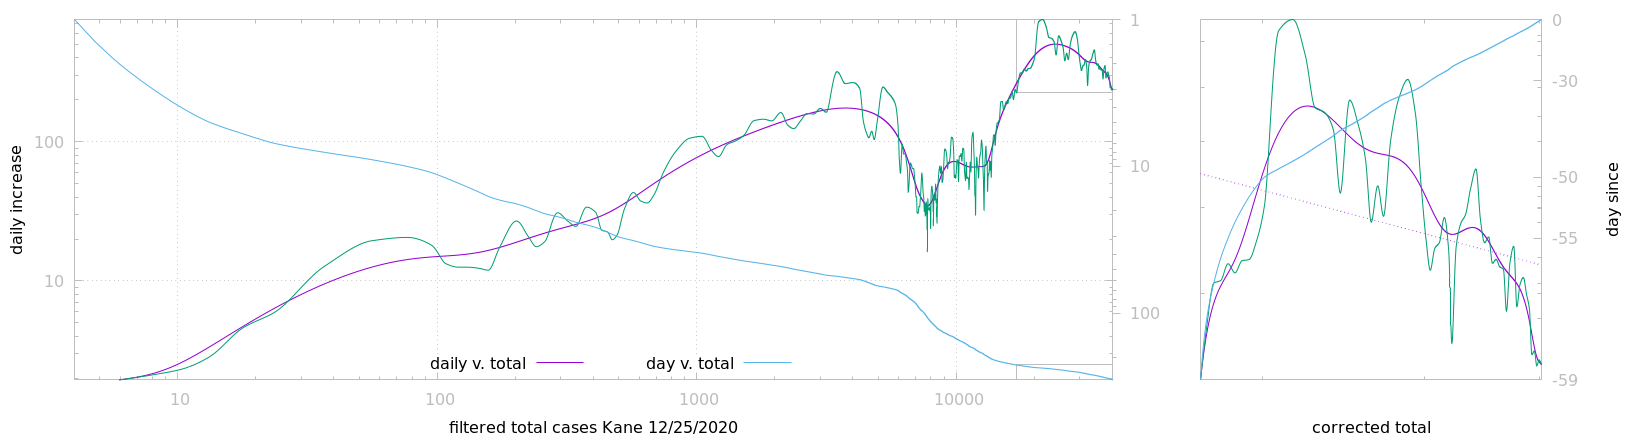 daily increase
100
10
10
100
1000
10000
filtered total cases Kane 12/25/2020
daily v. total
day v. total
1
10
100
0
-30
-50
-55
-59
day since
corrected total